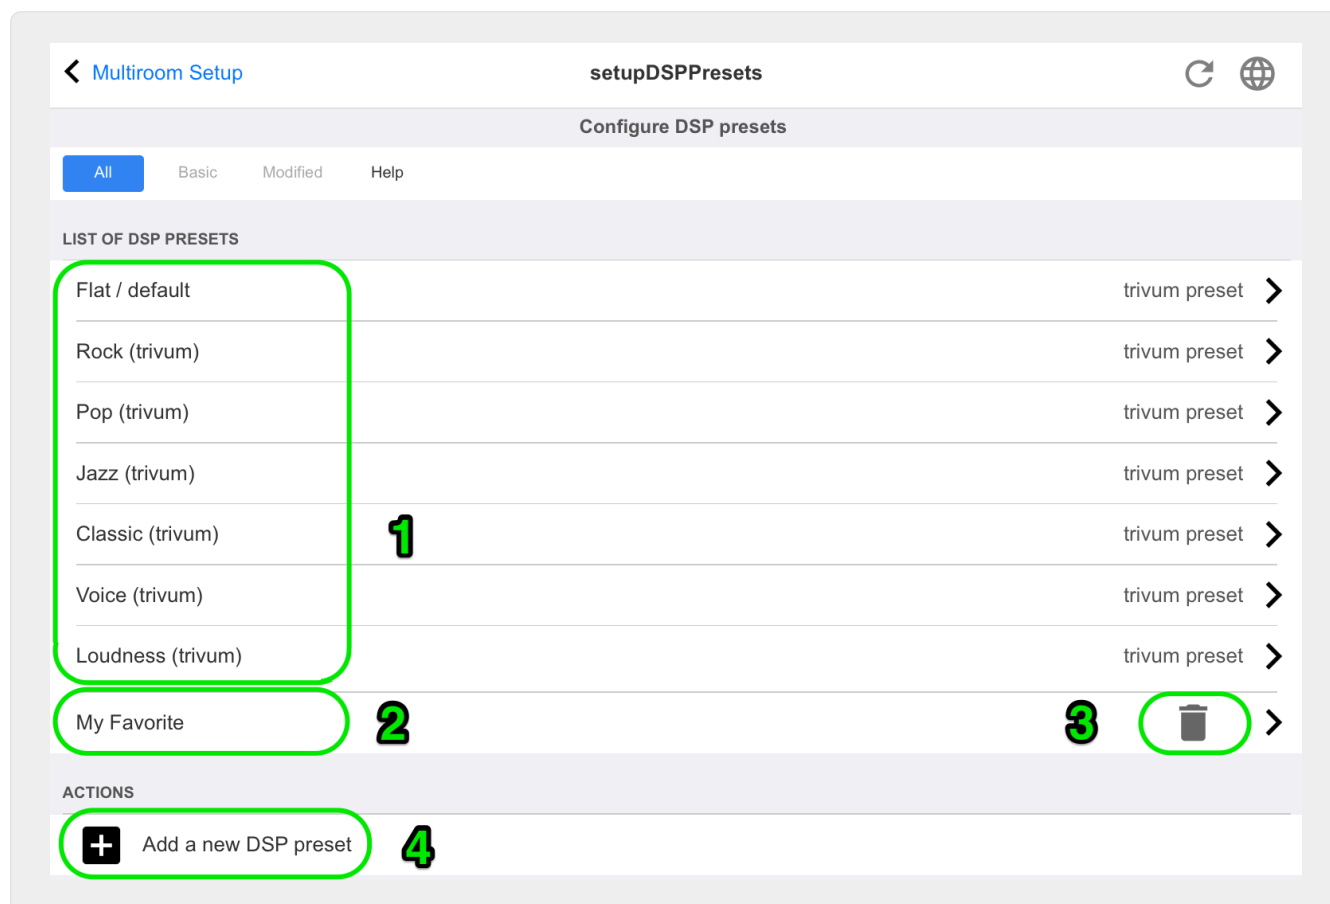 Multiroom Setup
setupDSPPresets
Configure DSP presets
All Basic Modified Help
LIST OF DSP PRESETS
Flat / default trivum preset
Rock (trivum) trivum preset
Pop (trivum) trivum preset
Jazz (trivum) trivum preset
Classic (trivum) 1 trivum preset
Voice (trivum) trivum preset
Loudness (trivum) trivum preset
My Favorite 2 3
ACTIONS
Add a new DSP preset 4